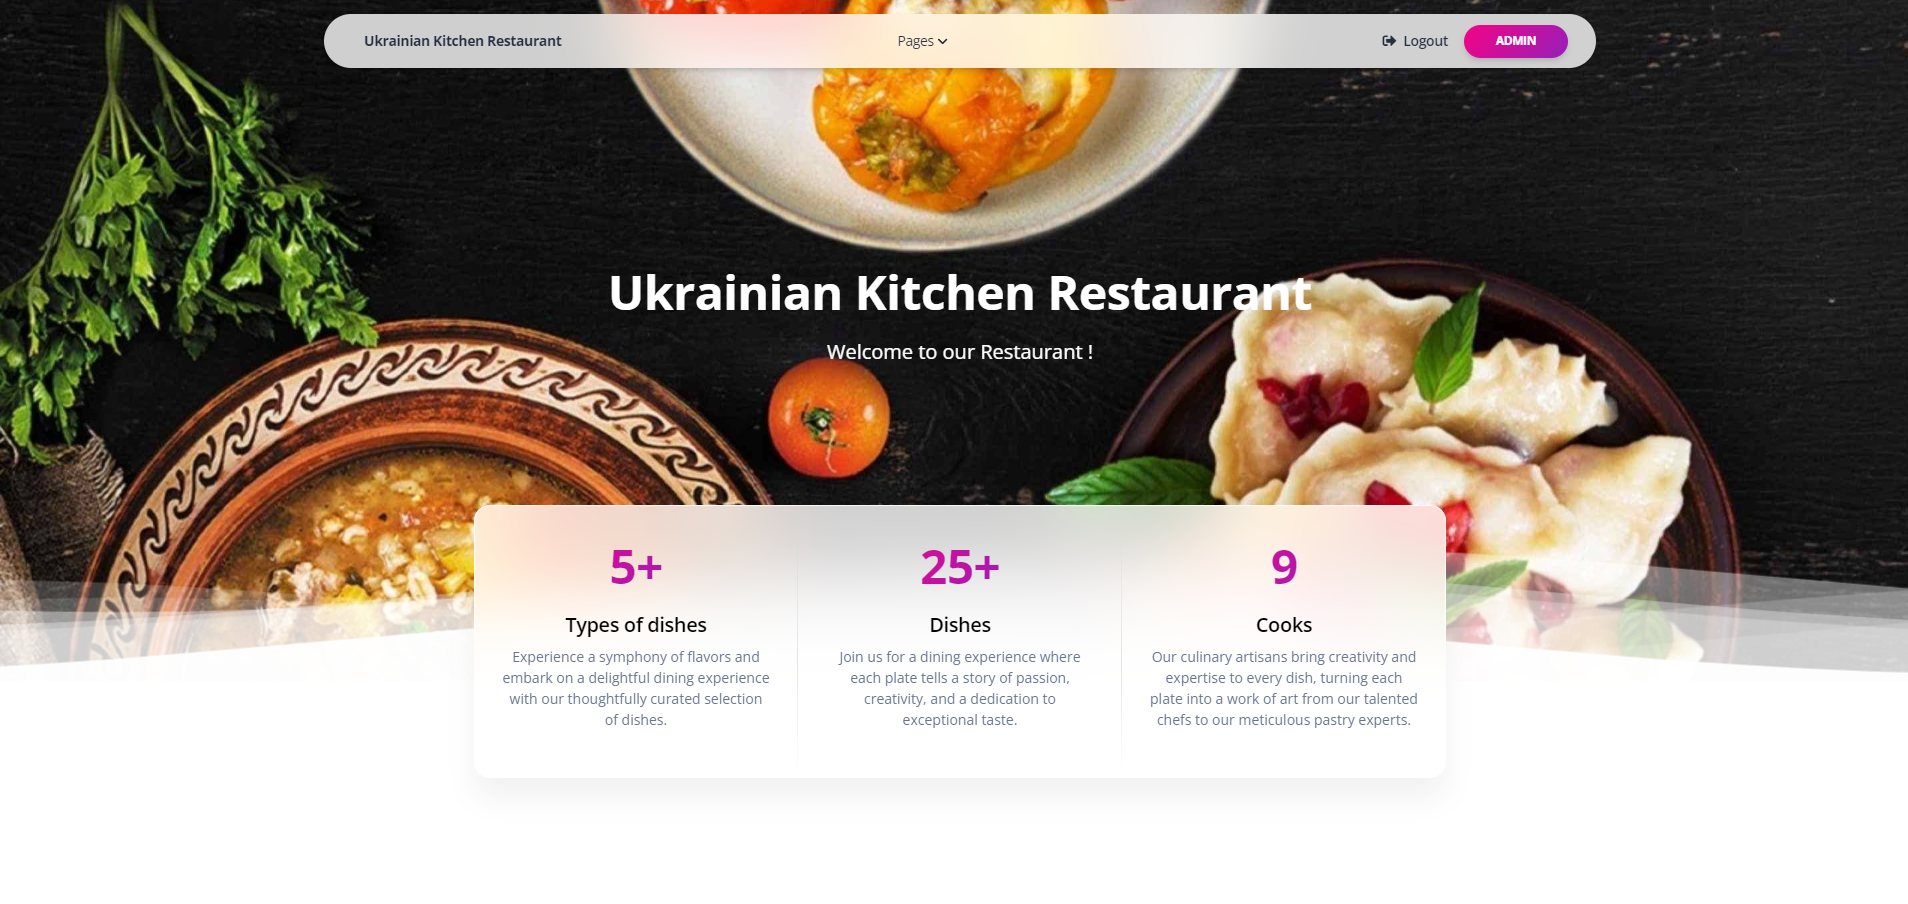 Ukrainian Kitchen Restaurant
Pages
Logout
ADMIN
Ukrainian Kitchen Restaurant
Welcome to our Restaurant !
5+
Types of dishes
Experience a symphony of flavors and
embark on a delightful dining experience
with our thoughtfully curated selection
of dishes.
25+
Dishes
Join us for a dining experience where
each plate tells a story of passion,
creativity, and a dedication to
exceptional taste.
9
Cooks
Our culinary artisans bring creativity and
expertise to every dish, turning each
plate into a work of art from our talented
chefs to our meticulous pastry experts.